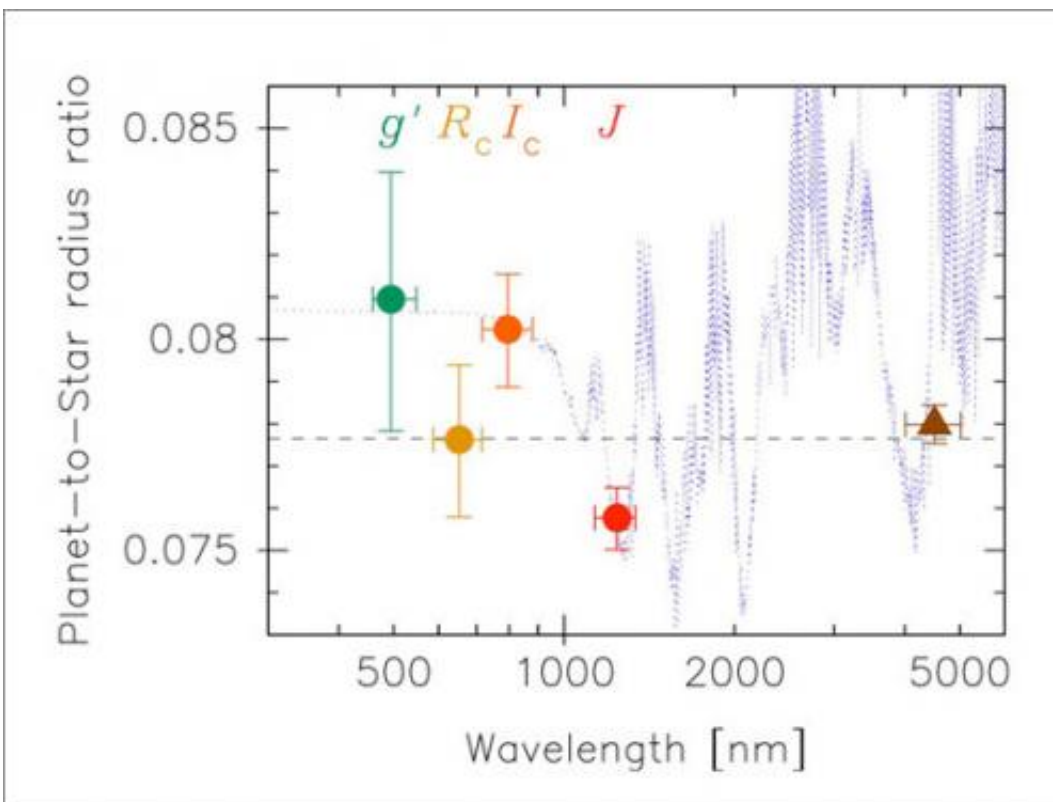 Planet-to-Star radius ratio
0.085
0.08
0.075
g' R_c I_c J
500 1000 2000 5000
Wavelength [nm]